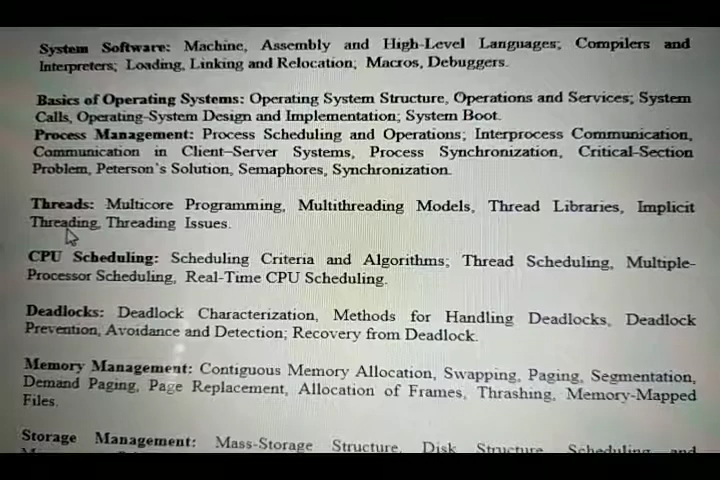 System Software: Machine, Assembly and High-Level Languages; Compilers and
Interpreters; Loading, Linking and Relocation; Macros, Debuggers.
Basics of Operating Systems: Operating System Structure, Operations and Services; System
Calls, Operating-System Design and Implementation; System Boot.
Process Management: Process Scheduling and Operations; Interprocess Communication,
Communication in Client–Server Systems, Process Synchronization, Critical-Section
Problem, Peterson's Solution, Semaphores, Synchronization.
Threads: Multicore Programming, Multithreading Models, Thread Libraries, Implicit
Threading, Threading Issues.
CPU Scheduling: Scheduling Criteria and Algorithms; Thread Scheduling, Multiple-
Processor Scheduling, Real-Time CPU Scheduling.
Deadlocks: Deadlock Characterization, Methods for Handling Deadlocks, Deadlock
Prevention, Avoidance and Detection; Recovery from Deadlock.
Memory Management: Contiguous Memory Allocation, Swapping, Paging, Segmentation,
Demand Paging, Page Replacement, Allocation of Frames, Thrashing, Memory-Mapped
Files.
Storage Management: Mass-Storage Structure, Disk Structure, Scheduling and